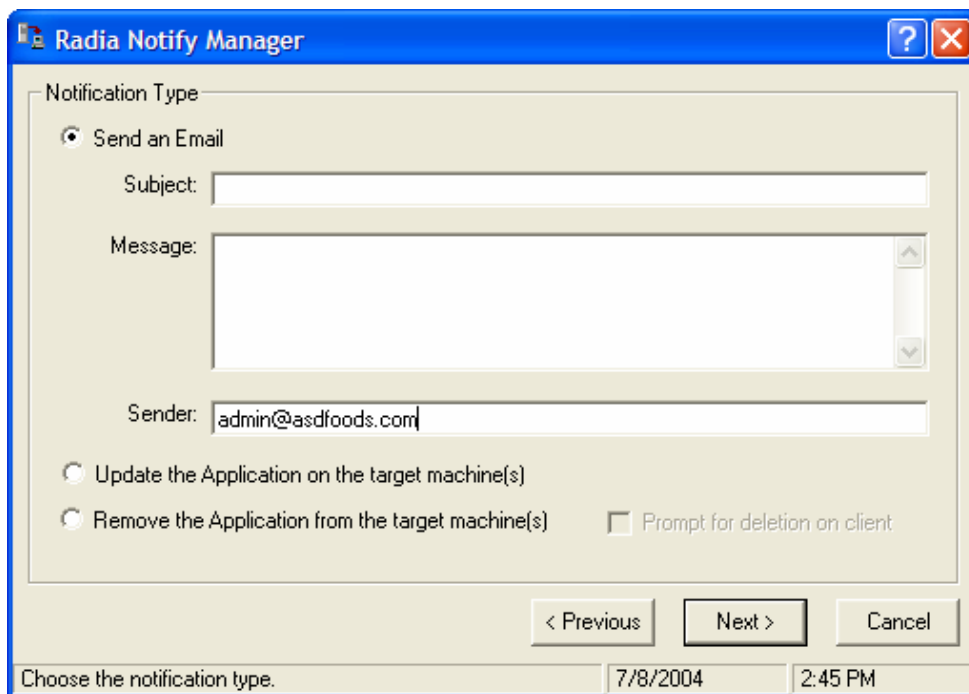 Radia Notify Manager
Notification Type
Send an Email
Subject:
Message:
Sender: admin@asdfoods.com
Update the Application on the target machine(s)
Remove the Application from the target machine(s) Prompt for deletion on client
< Previous Next > Cancel
Choose the notification type. 7/8/2004 2:45 PM